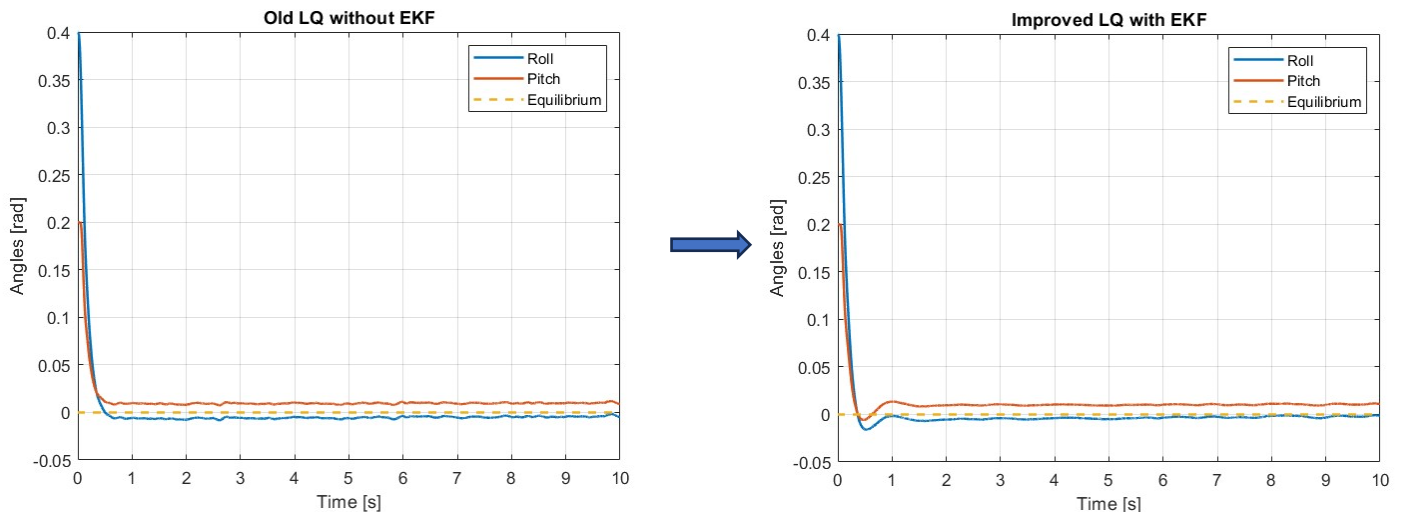 Old LQ without EKF
Roll
Pitch
Equilibrium
0.4
0.35
0.3
0.25
0.2
0.15
0.1
0.05
0
-0.05
Angles [rad]
0 1 2 3 4 5 6 7 8 9 10
Time [s]
Improved LQ with EKF
Roll
Pitch
Equilibrium
0.4
0.35
0.3
0.25
0.2
0.15
0.1
0.05
0
-0.05
Angles [rad]
0 1 2 3 4 5 6 7 8 9 10
Time [s]